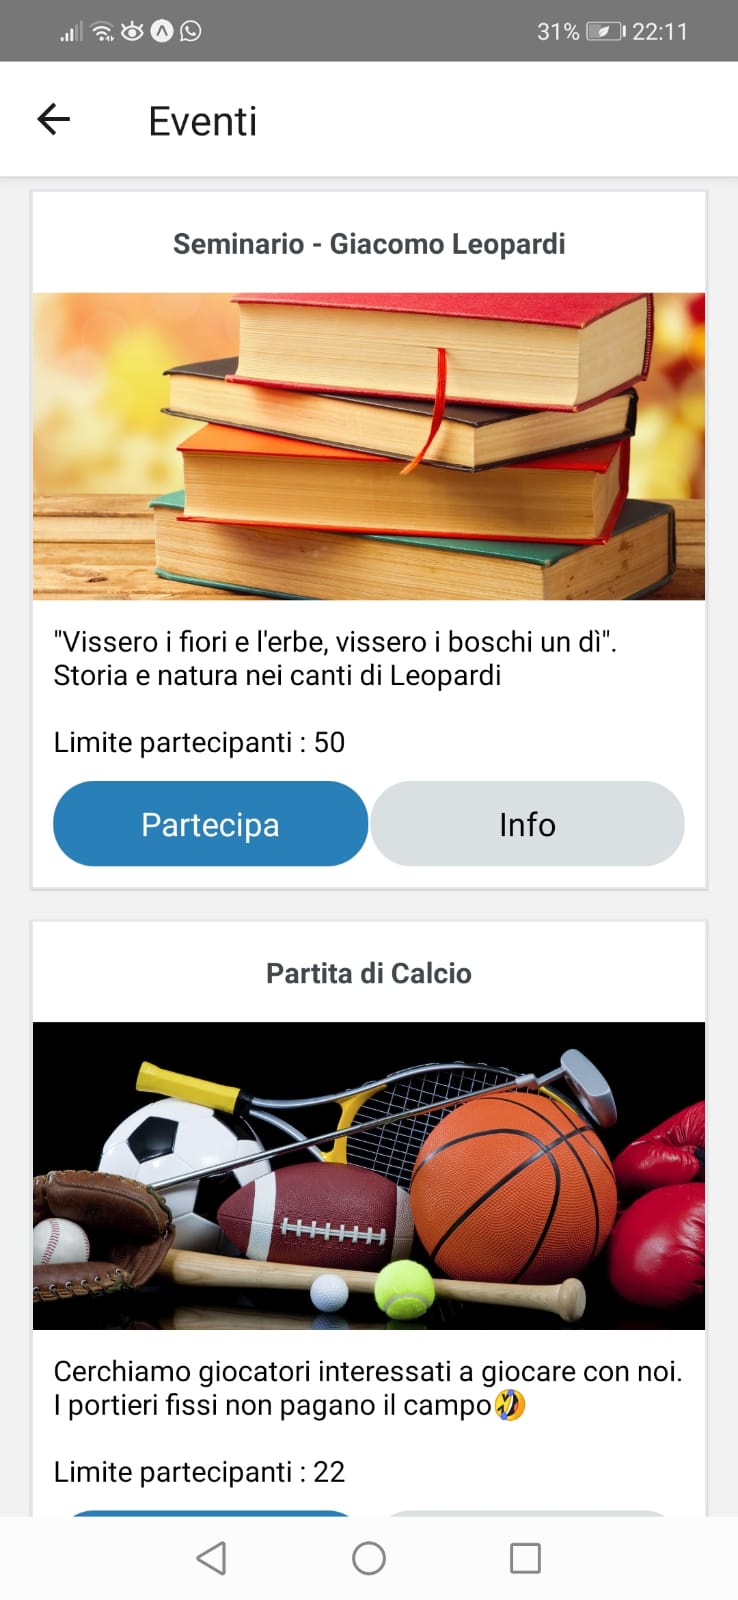 31% 22:11
Eventi
Seminario - Giacomo Leopardi
"Vissero i fiori e l'erbe, vissero i boschi un dì".
Storia e natura nei canti di Leopardi
Limite partecipanti : 50
Partecipa Info
Partita di Calcio
Cerchiamo giocatori interessati a giocare con noi.
I portieri fissi non pagano il campo🤣
Limite partecipanti : 22